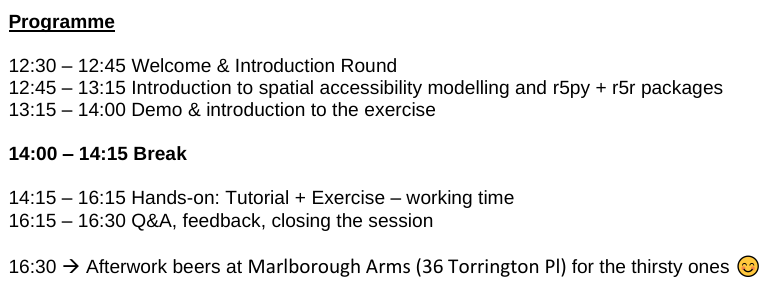 Programme
12:30 – 12:45 Welcome & Introduction Round
12:45 – 13:15 Introduction to spatial accessibility modelling and r5py + r5r packages
13:15 – 14:00 Demo & introduction to the exercise
14:00 – 14:15 Break
14:15 – 16:15 Hands-on: Tutorial + Exercise – working time
16:15 – 16:30 Q&A, feedback, closing the session
16:30 → Afterwork beers at Marlborough Arms (36 Torrington Pl) for the thirsty ones 😊